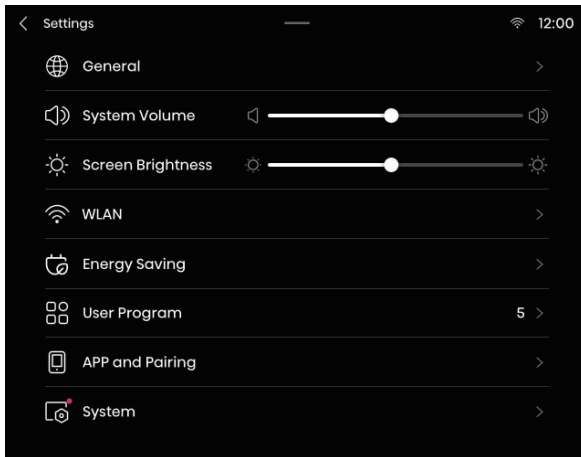 Settings 12:00
General
System Volume
Screen Brightness
WLAN
Energy Saving
User Program 5
APP and Pairing
System